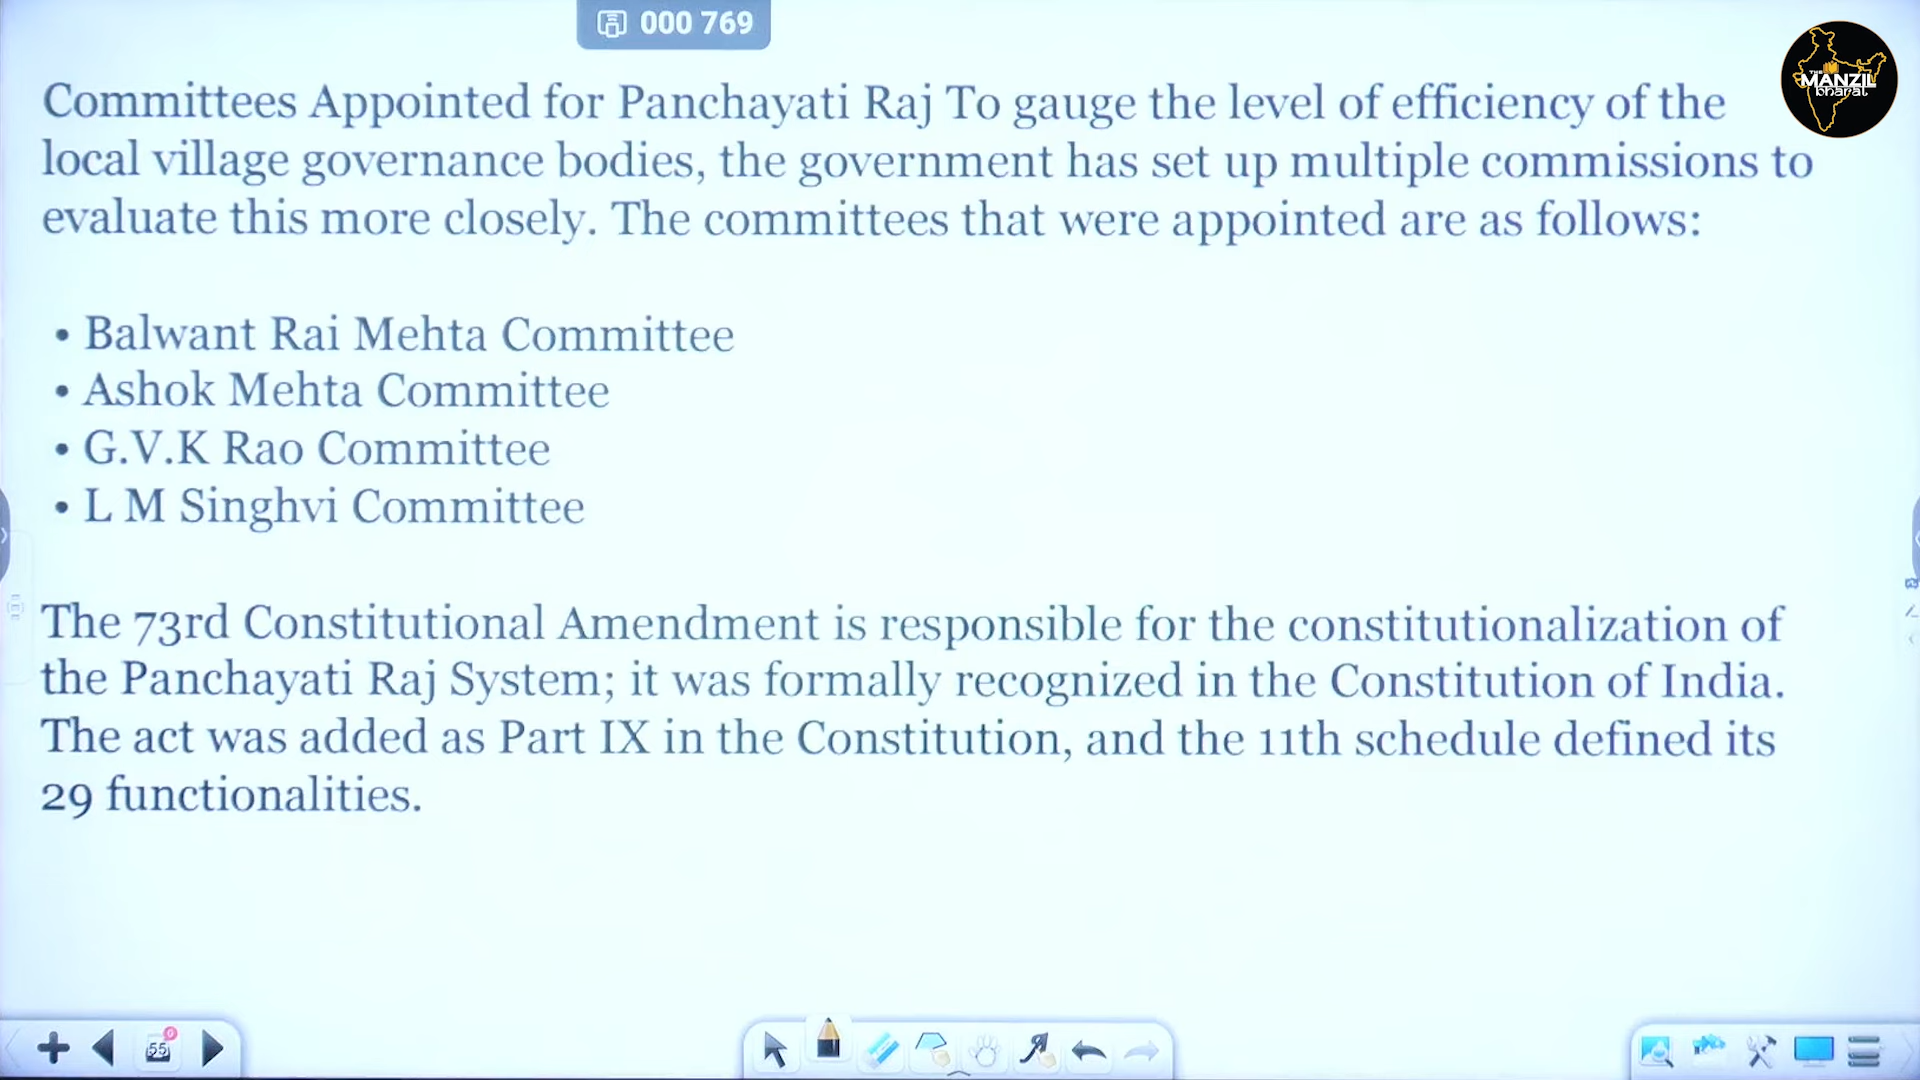 000 769
THE
MANZIL
bharat
Committees Appointed for Panchayati Raj To gauge the level of efficiency of the
local village governance bodies, the government has set up multiple commissions to
evaluate this more closely. The committees that were appointed are as follows:
• Balwant Rai Mehta Committee
• Ashok Mehta Committee
• G.V.K Rao Committee
• L M Singhvi Committee
The 73rd Constitutional Amendment is responsible for the constitutionalization of
the Panchayati Raj System; it was formally recognized in the Constitution of India.
The act was added as Part IX in the Constitution, and the 11th schedule defined its
29 functionalities.
55